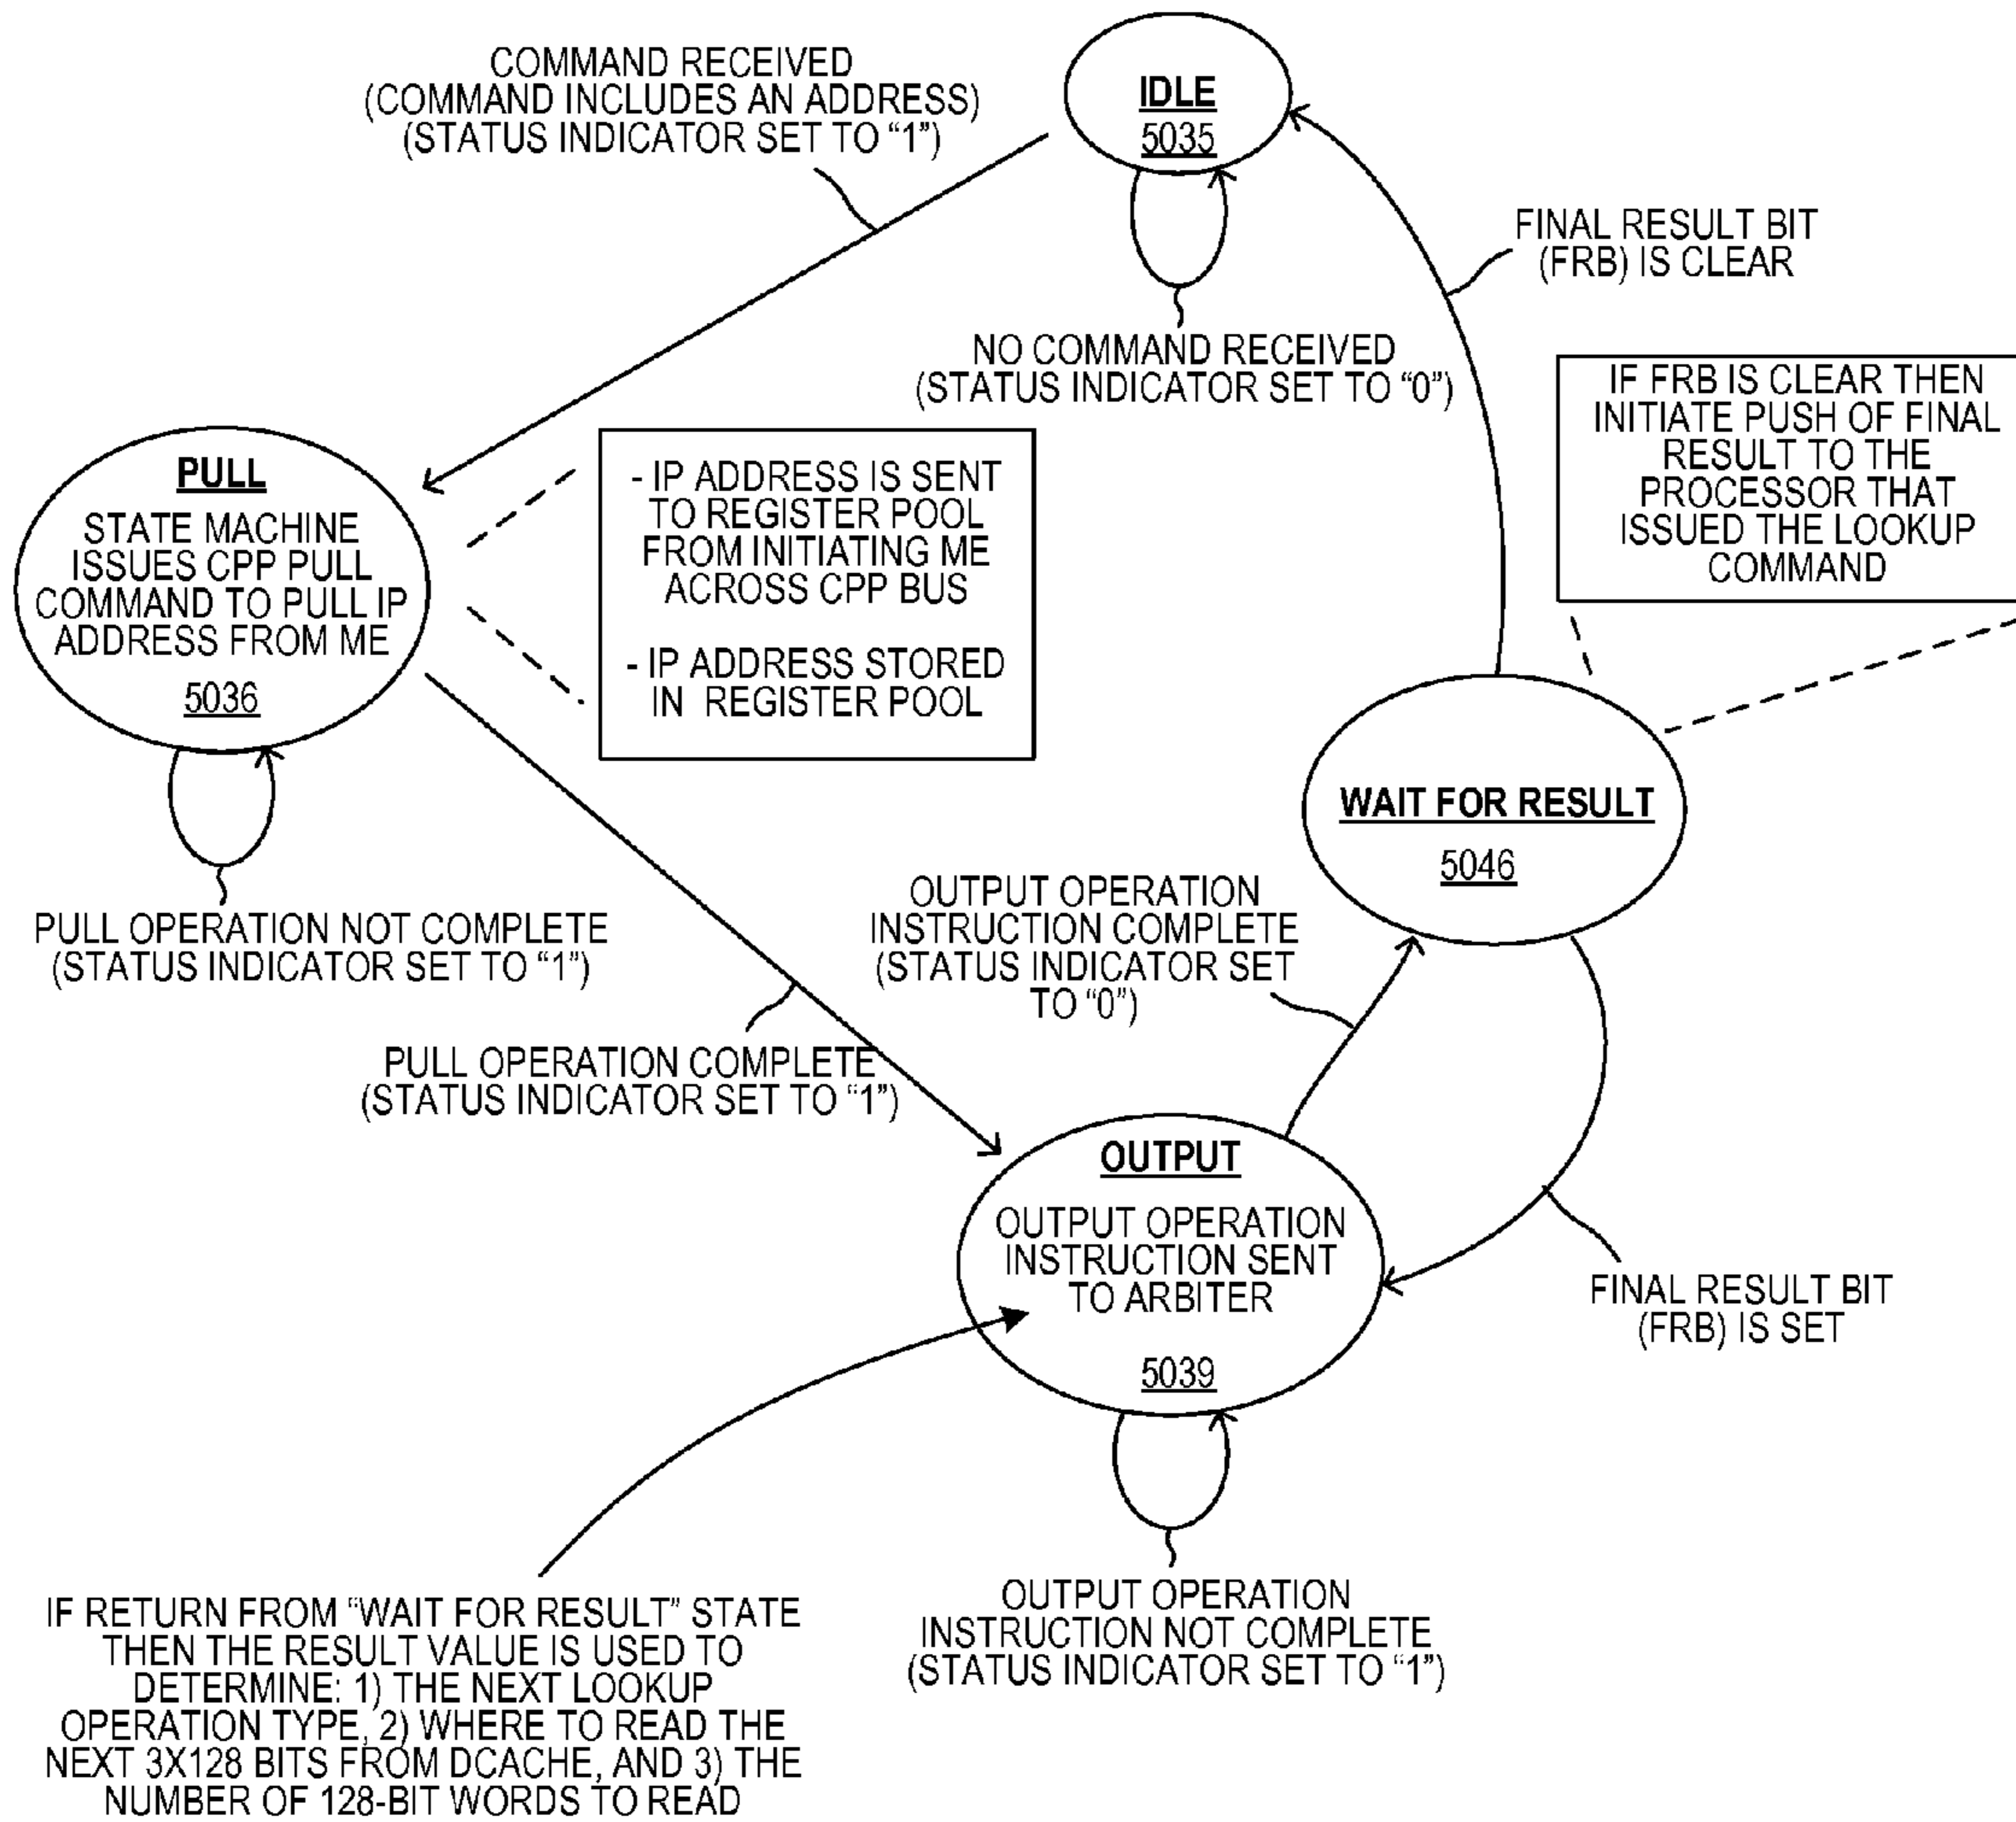 COMMAND RECEIVED
(COMMAND INCLUDES AN ADDRESS)
(STATUS INDICATOR SET TO “1”)
IDLE
5035
FINAL RESULT BIT
(FRB) IS CLEAR
NO COMMAND RECEIVED
(STATUS INDICATOR SET TO “0”)
IF FRB IS CLEAR THEN
INITIATE PUSH OF FINAL
RESULT TO THE
PROCESSOR THAT
ISSUED THE LOOKUP
COMMAND
PULL
STATE MACHINE
ISSUES CPP PULL
COMMAND TO PULL IP
ADDRESS FROM ME
5036
- IP ADDRESS IS SENT
TO REGISTER POOL
FROM INITIATING ME
ACROSS CPP BUS
- IP ADDRESS STORED
IN REGISTER POOL
WAIT FOR RESULT
5046
PULL OPERATION NOT COMPLETE
(STATUS INDICATOR SET TO “1”)
OUTPUT OPERATION
INSTRUCTION COMPLETE
(STATUS INDICATOR SET
TO “0”)
PULL OPERATION COMPLETE
(STATUS INDICATOR SET TO “1”)
OUTPUT
OUTPUT OPERATION
INSTRUCTION SENT
TO ARBITER
5039
FINAL RESULT BIT
(FRB) IS SET
OUTPUT OPERATION
INSTRUCTION NOT COMPLETE
(STATUS INDICATOR SET TO “1”)
IF RETURN FROM “WAIT FOR RESULT” STATE
THEN THE RESULT VALUE IS USED TO
DETERMINE: 1) THE NEXT LOOKUP
OPERATION TYPE, 2) WHERE TO READ THE
NEXT 3X128 BITS FROM DCACHE, AND 3) THE
NUMBER OF 128-BIT WORDS TO READ